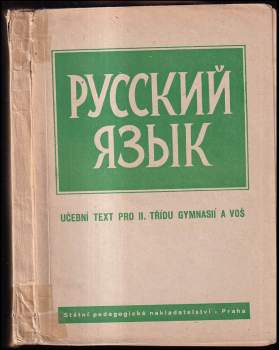 РУССКИЙ
ЯЗЫК
UČEBNÍ TEXT PRO II. TŘÍDU GYMNASIÍ A VOŠ
Státní pedagogické nakladatelství - Praha